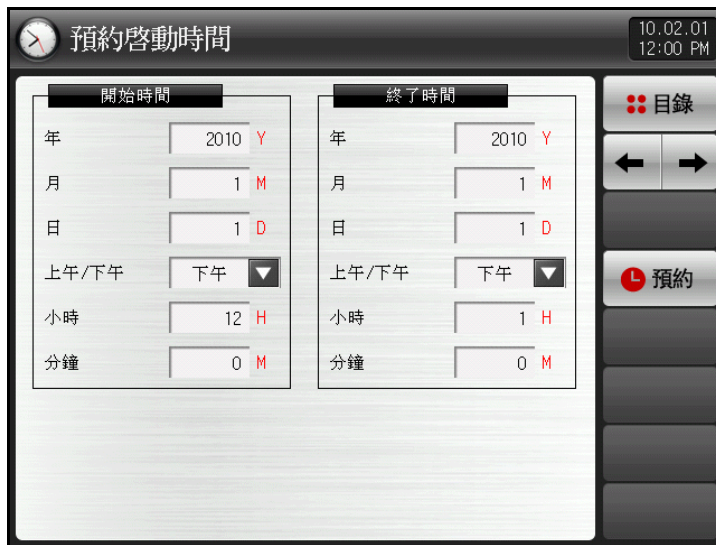 預約啓動時間
10.02.01
12:00 PM
開始時間
年 2010 Y
月 1 M
日 1 D
上午/下午 下午
小時 12 H
分鐘 0 M
終了時間
年 2010 Y
月 1 M
日 1 D
上午/下午 下午
小時 1 H
分鐘 0 M
目錄
預約